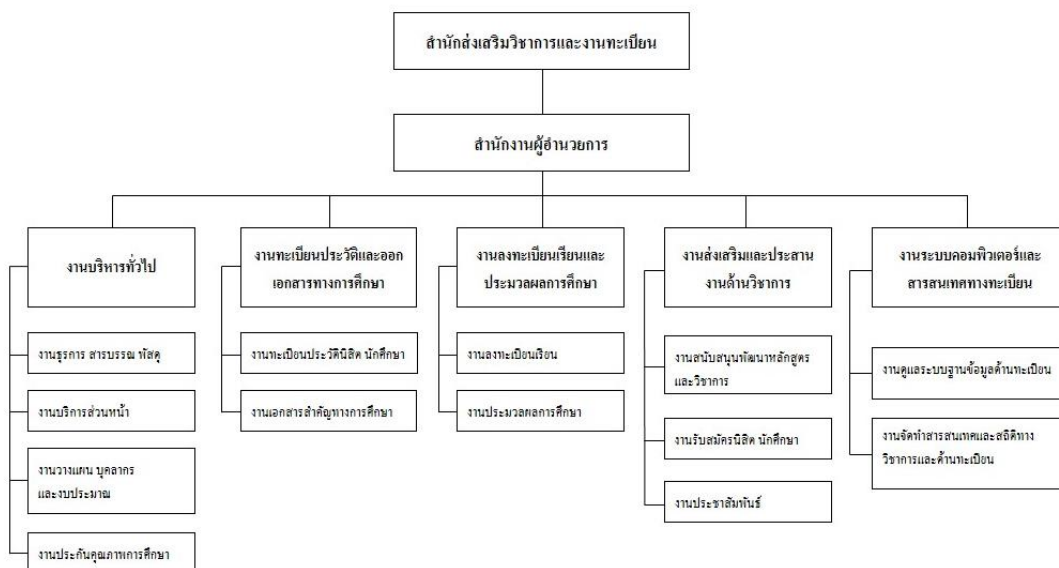 สำนักส่งเสริมวิชาการและงานทะเบียน
สำนักงานผู้อำนวยการ
งานบริหารทั่วไป
งานธุรการ สารบรรณ พัสดุ
งานบริการส่วนหน้า
งานวางแผน บุคลากร
และงบประมาณ
งานประกันคุณภาพการศึกษา
งานทะเบียนประวัติและออก
เอกสารทางการศึกษา
งานทะเบียนประวัตินิสิต นักศึกษา
งานเอกสารสำคัญทางการศึกษา
งานลงทะเบียนเรียนและ
ประมวลผลการศึกษา
งานลงทะเบียนเรียน
งานประมวลผลการศึกษา
งานส่งเสริมและประสาน
งานด้านวิชาการ
งานสนับสนุนพัฒนาหลักสูตร
และวิชาการ
งานรับสมัครนิสิต นักศึกษา
งานประชาสัมพันธ์
งานระบบคอมพิวเตอร์และ
สารสนเทศทางทะเบียน
งานดูแลระบบฐานข้อมูลด้านทะเบียน
งานจัดทำสารสนเทศและสถิติทาง
วิชาการและด้านทะเบียน